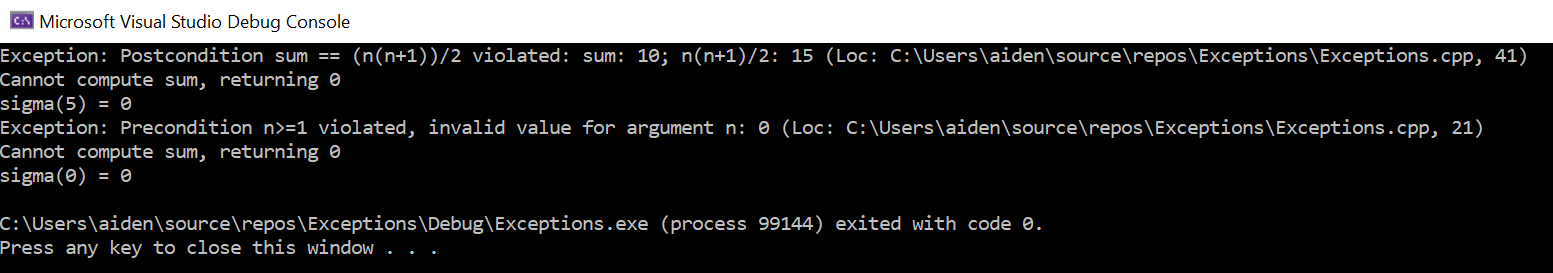 C:\ Microsoft Visual Studio Debug Console
Exception: Postcondition sum == (n(n+1))/2 violated: sum: 10; n(n+1)/2: 15 (Loc: C:\Users\aiden\source\repos\Exceptions\Exceptions.cpp, 41)
Cannot compute sum, returning 0
sigma(5) = 0
Exception: Precondition n>=1 violated, invalid value for argument n: 0 (Loc: C:\Users\aiden\source\repos\Exceptions\Exceptions.cpp, 21)
Cannot compute sum, returning 0
sigma(0) = 0
C:\Users\aiden\source\repos\Exceptions\Debug\Exceptions.exe (process 99144) exited with code 0.
Press any key to close this window . . .